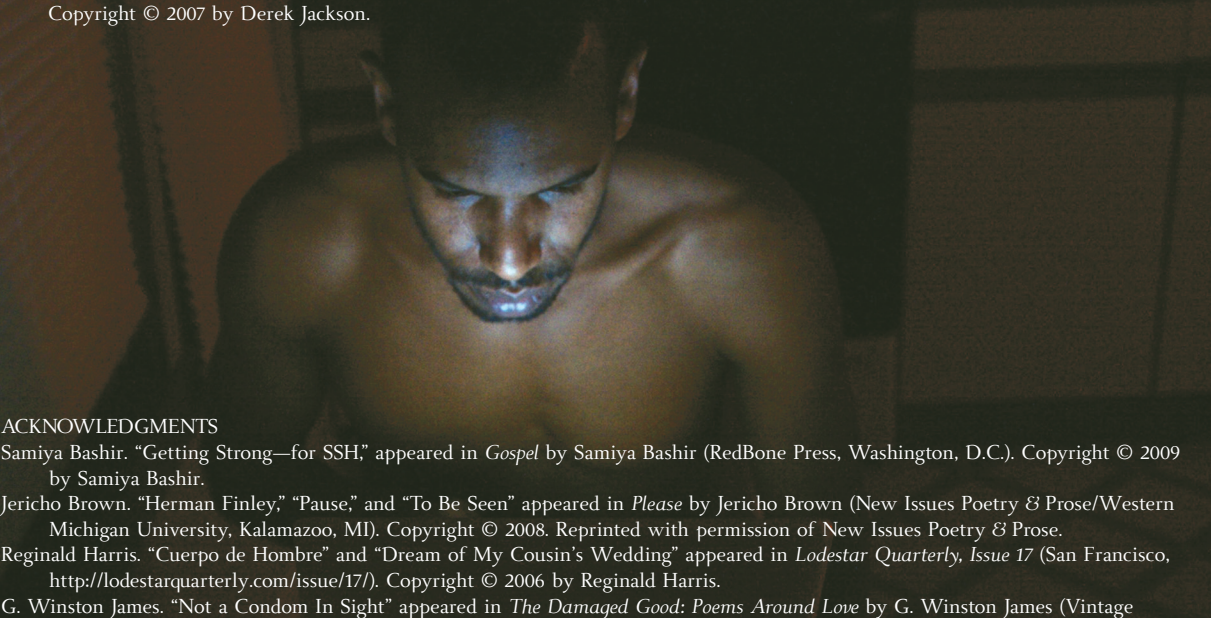 Copyright © 2007 by Derek Jackson.
ACKNOWLEDGMENTS
Samiya Bashir. “Getting Strong—for SSH,” appeared in Gospel by Samiya Bashir (RedBone Press, Washington, D.C.). Copyright © 2009
by Samiya Bashir.
Jericho Brown. “Herman Finley,” “Pause,” and “To Be Seen” appeared in Please by Jericho Brown (New Issues Poetry & Prose/Western
Michigan University, Kalamazoo, MI). Copyright © 2008. Reprinted with permission of New Issues Poetry & Prose.
Reginald Harris. “Cuerpo de Hombre” and “Dream of My Cousin’s Wedding” appeared in Lodestar Quarterly, Issue 17 (San Francisco,
http://lodestarquarterly.com/issue/17/). Copyright © 2006 by Reginald Harris.
G. Winston James. “Not a Condom In Sight” appeared in The Damaged Good: Poems Around Love by G. Winston James (Vintage